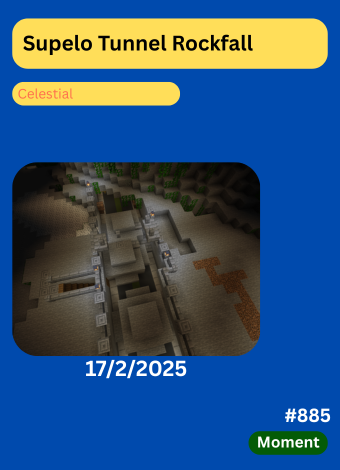 Supelo Tunnel Rockfall
Celestial
17/2/2025
#885
Moment